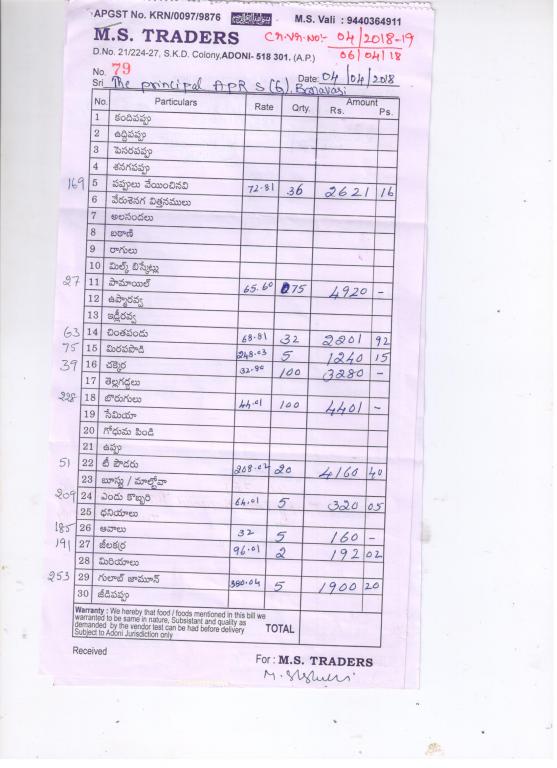 APGST No. KRN/0097/9876 M.S. Vali : 9440364911
M.S. TRADERS C.V.No:- 04/2018-19
D.No. 21/224-27, S.K.D. Colony, ADONI- 518 301. (A.P.) 06/04/18
No. 79 Date: 04/04/2018
Sri The principal APRS (G), Banavasi
No. Particulars Rate Qrty. Amount Rs. Ps.
1 కందిపప్పు
2 ఉద్దిపప్పు
3 పెసరపప్పు
4 శనగపప్పు
169 5 పప్పులు వేయించినవి 72.81 36 2621 16
6 వేరుశెనగ విత్తనములు
7 అలసందలు
8 బఠాణి
9 రాగులు
10 మిల్క్ బిస్కెట్లు
27 11 పామాయిల్ 65.60 75 4920 -
12 ఉప్మారవ్వ
13 ఇడ్లీరవ్వ
63 14 చింతపండు 68.81 32 2201 92
75 15 మిరపపొడి 248.03 5 1240 15
39 16 చక్కెర 32.80 100 3280 -
17 తెల్లగడ్డలు
228 18 బొరుగులు 44.01 100 4401 -
19 సేమియా
20 గోధుమ పిండి
21 ఉప్పు
51 22 టీ పౌడరు 208.02 20 4160 40
23 బూస్టు / మాల్టోవా
209 24 ఎండు కొబ్బరి 64.01 5 320 05
25 ధనియాలు
185 26 ఆవాలు 32 5 160 -
191 27 జీలకర్ర 96.01 2 192 02
28 మిరియాలు
253 29 గులాబ్ జామూన్ 380.04 5 1900 20
30 జీడిపప్పు
Warranty : We hereby that food / foods mentioned in this bill we
warranted to be same in nature, Subsistant and quality as
demanded by the vendor test can be had before delivery TOTAL
Subject to Adoni Jurisdiction only
Received
For : M.S. TRADERS